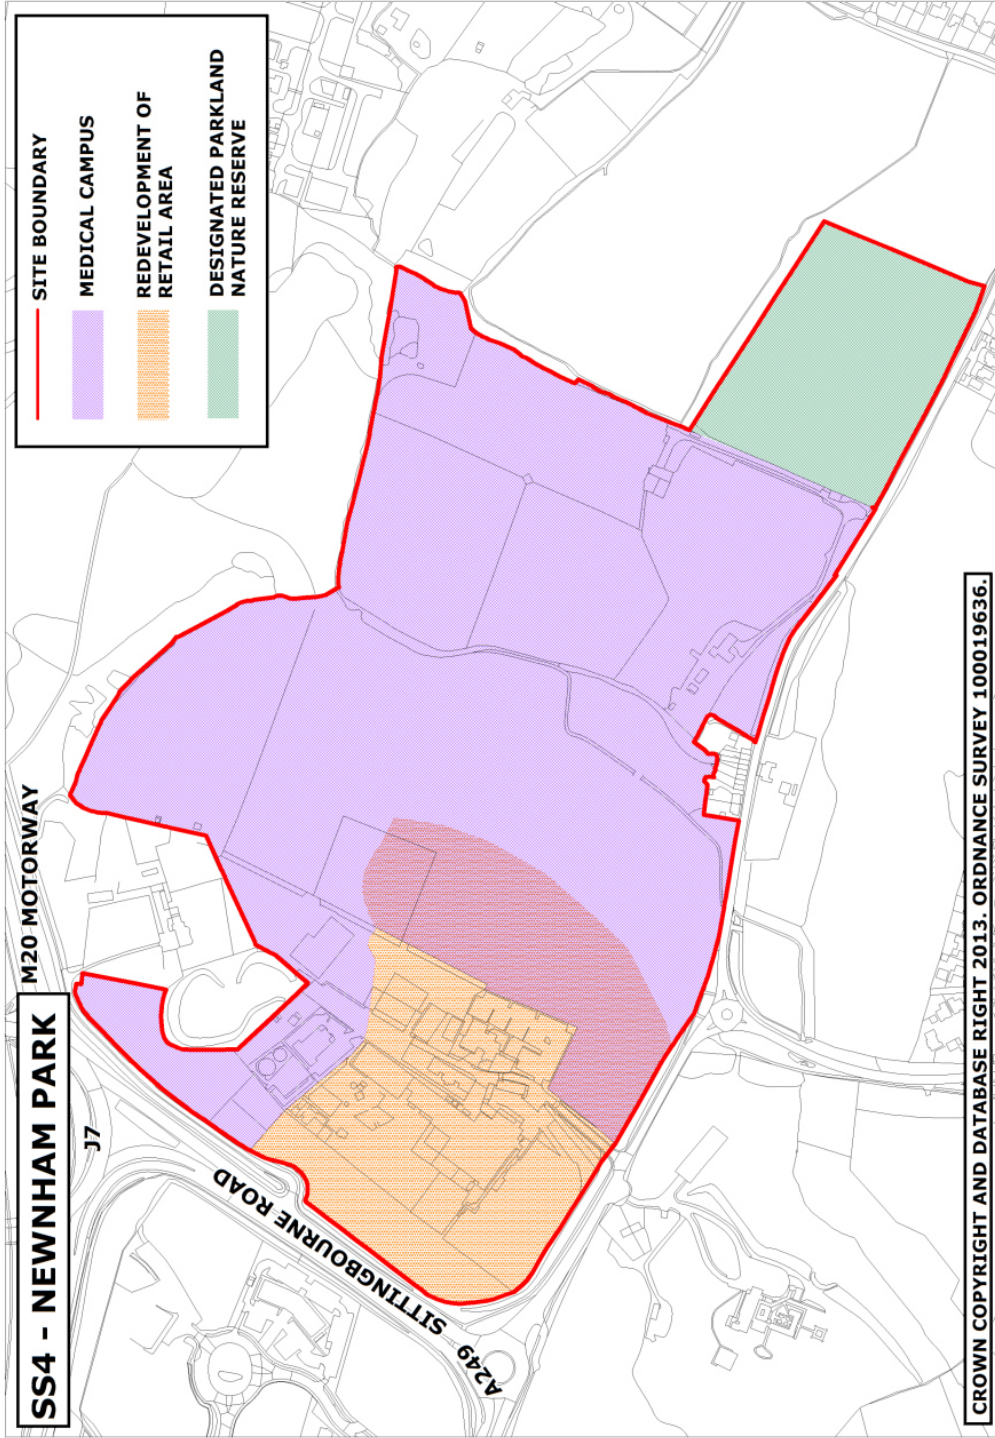 SS4 - NEWNHAM PARK
M20 MOTORWAY
J7
SITTINGBOURNE ROAD
A249
SITE BOUNDARY
MEDICAL CAMPUS
REDEVELOPMENT OF
RETAIL AREA
DESIGNATED PARKLAND
NATURE RESERVE
CROWN COPYRIGHT AND DATABASE RIGHT 2013. ORDNANCE SURVEY 100019636.